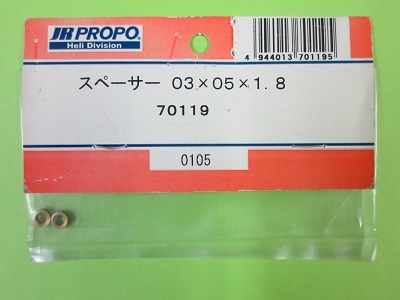 JR PROPO
Heli Division
4 944013 701195
スペーサー 03×05×1.8
70119
0105